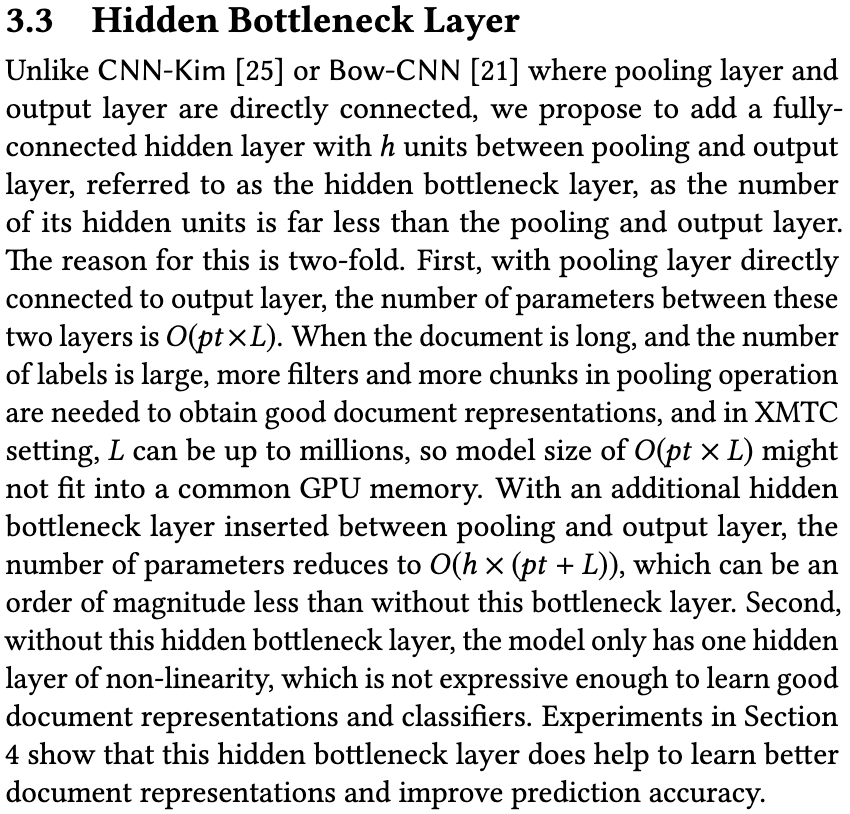 3.3 Hidden Bottleneck Layer
Unlike CNN-Kim [25] or Bow-CNN [21] where pooling layer and
output layer are directly connected, we propose to add a fully-
connected hidden layer with h units between pooling and output
layer, referred to as the hidden bottleneck layer, as the number
of its hidden units is far less than the pooling and output layer.
The reason for this is two-fold. First, with pooling layer directly
connected to output layer, the number of parameters between these
two layers is O(pt×L). When the document is long, and the number
of labels is large, more filters and more chunks in pooling operation
are needed to obtain good document representations, and in XMTC
setting, L can be up to millions, so model size of O(pt × L) might
not fit into a common GPU memory. With an additional hidden
bottleneck layer inserted between pooling and output layer, the
number of parameters reduces to O(h × (pt + L)), which can be an
order of magnitude less than without this bottleneck layer. Second,
without this hidden bottleneck layer, the model only has one hidden
layer of non-linearity, which is not expressive enough to learn good
document representations and classifiers. Experiments in Section
4 show that this hidden bottleneck layer does help to learn better
document representations and improve prediction accuracy.